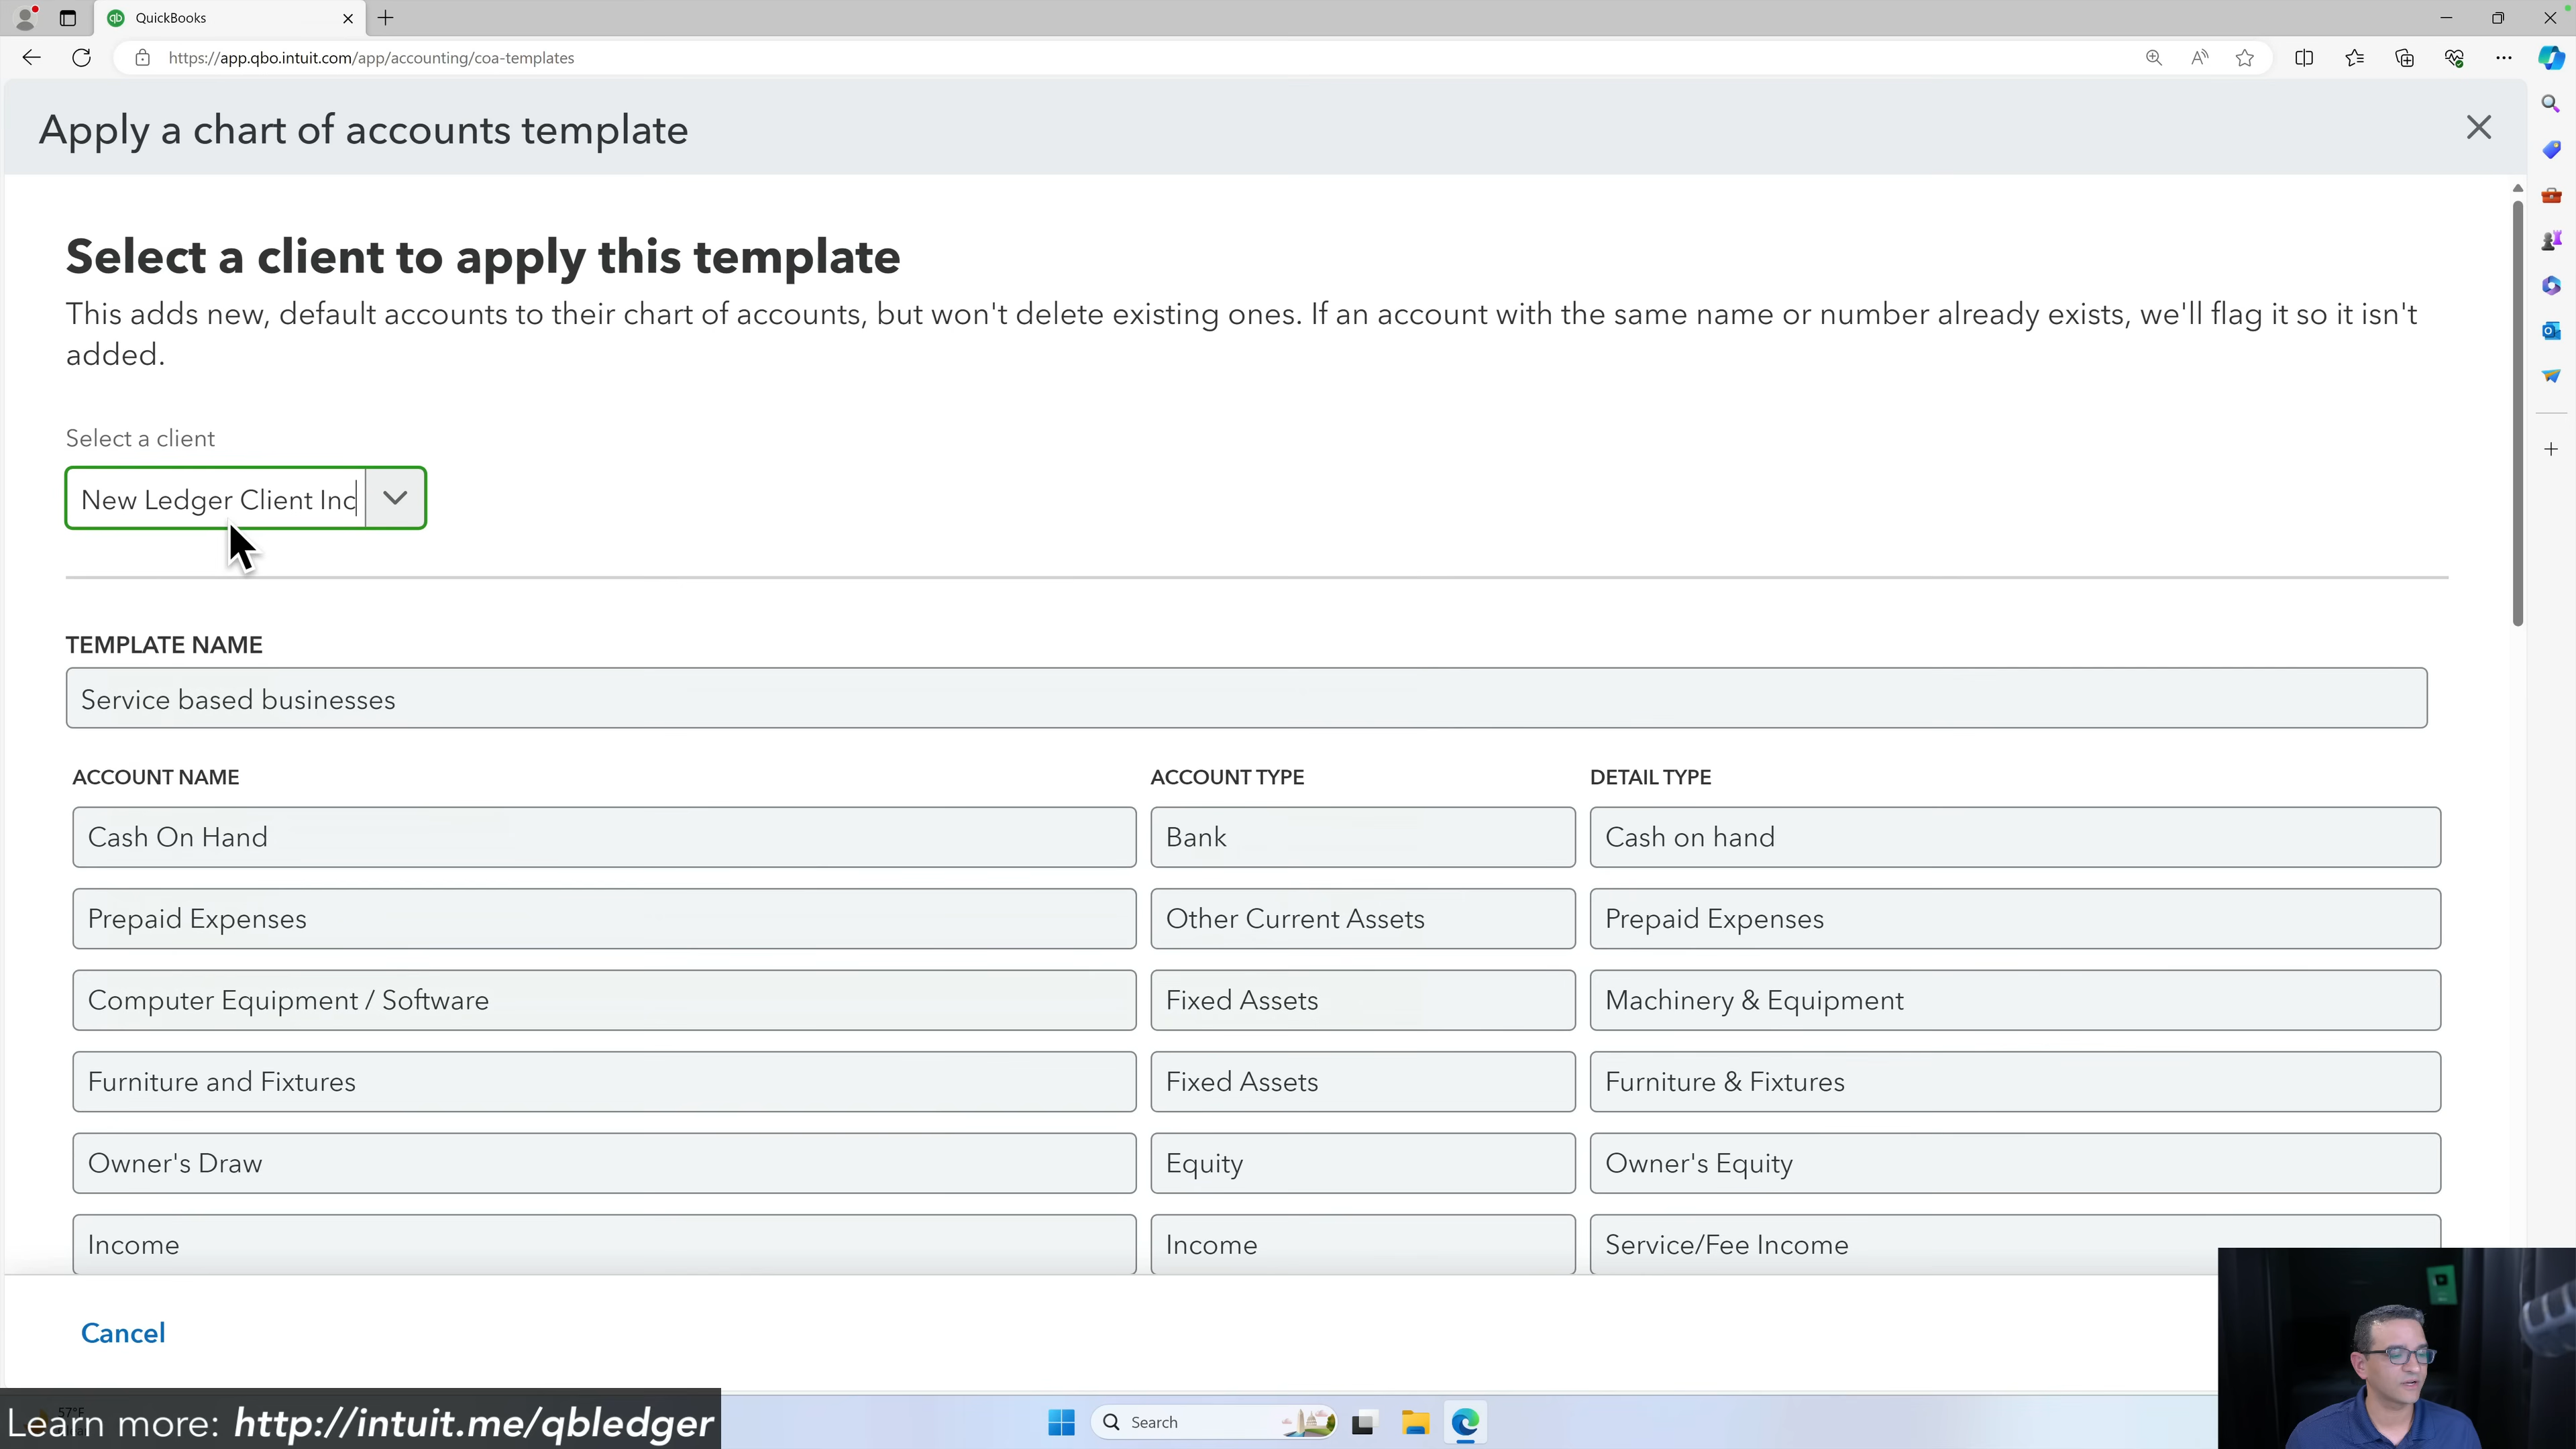 QuickBooks
https://app.qbo.intuit.com/app/accounting/coa-templates
Apply a chart of accounts template
Select a client to apply this template
This adds new, default accounts to their chart of accounts, but won't delete existing ones. If an account with the same name or number already exists, we'll flag it so it isn't
added.
Select a client
New Ledger Client Inc
TEMPLATE NAME
Service based businesses
ACCOUNT NAME ACCOUNT TYPE DETAIL TYPE
Cash On Hand Bank Cash on hand
Prepaid Expenses Other Current Assets Prepaid Expenses
Computer Equipment / Software Fixed Assets Machinery & Equipment
Furniture and Fixtures Fixed Assets Furniture & Fixtures
Owner's Draw Equity Owner's Equity
Income Income Service/Fee Income
Cancel
57°F
Learn more: http://intuit.me/qbledger
Search